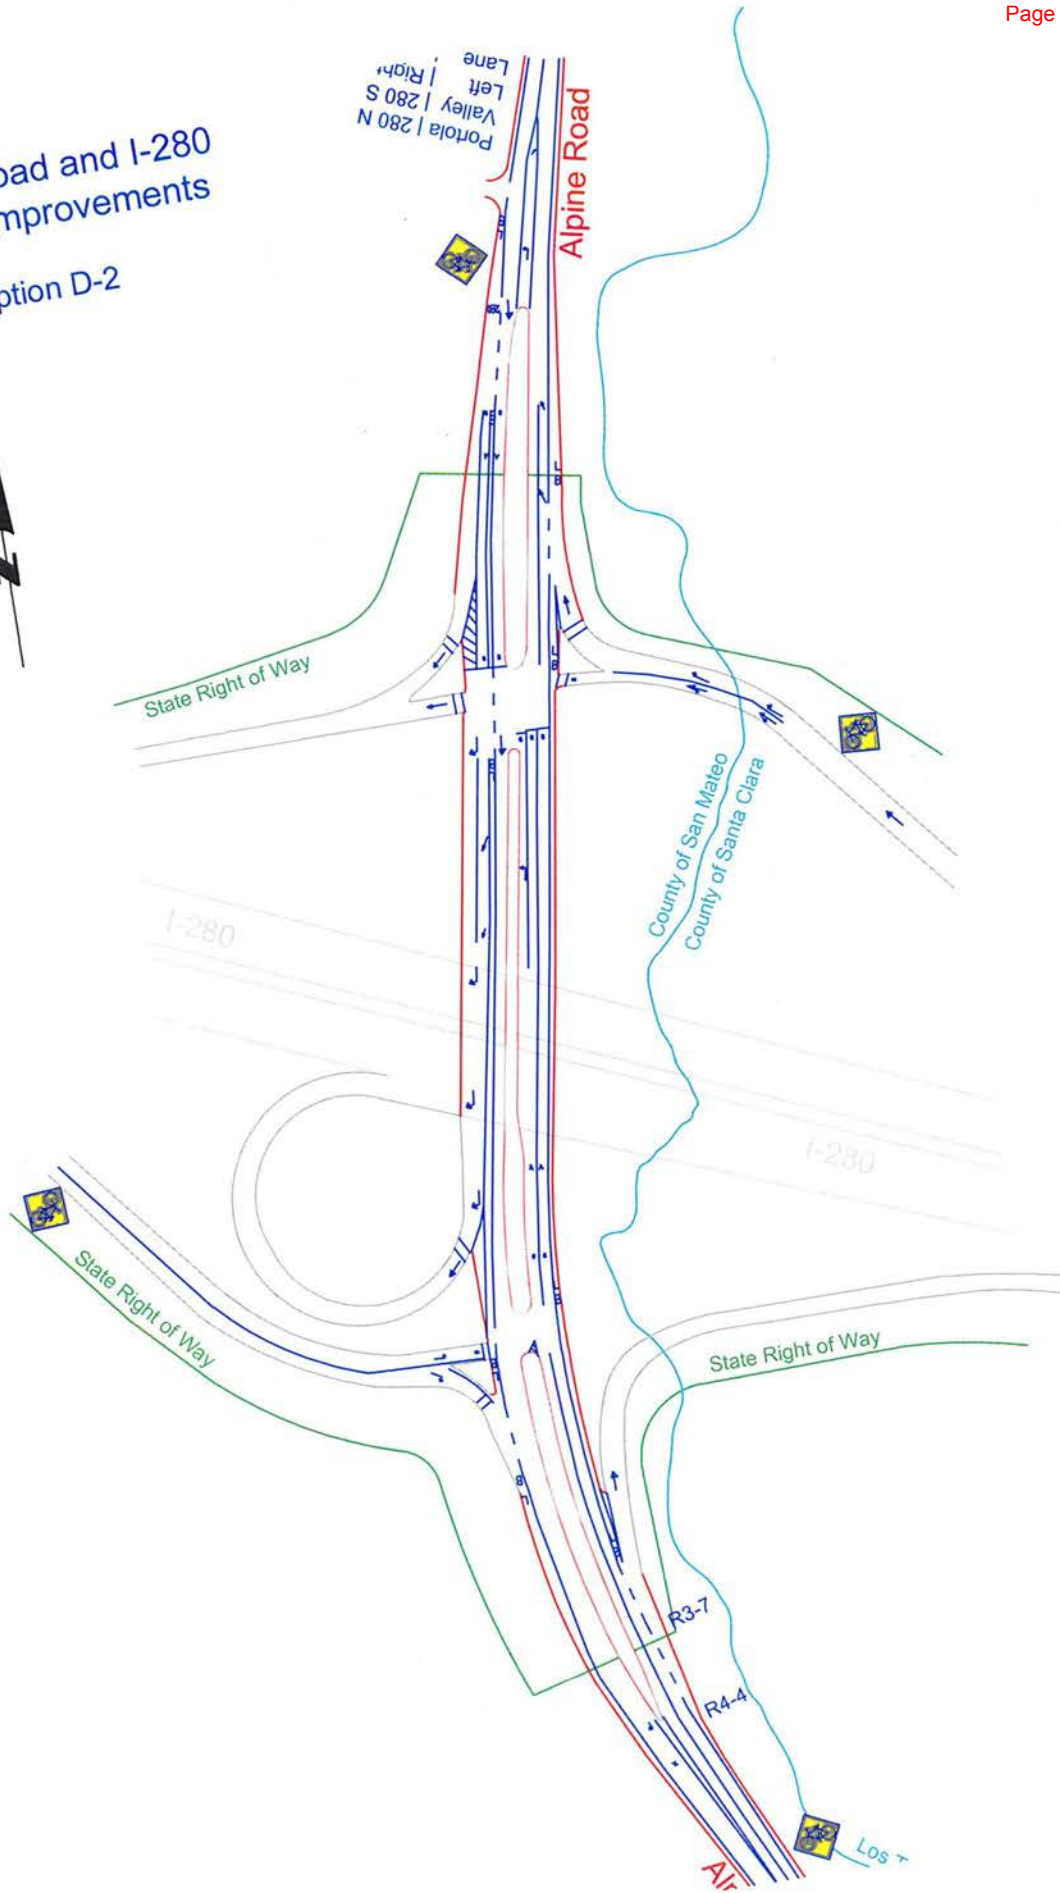 Page
Portola | 280 N
Valley | 280 S
Left | Right
Lane
Alpine Road
oad and I-280
mprovements
ption D-2
State Right of Way
County of San Mateo
County of Santa Clara
I-280
I-280
State Right of Way
State Right of Way
R3-7
R4-4
Los